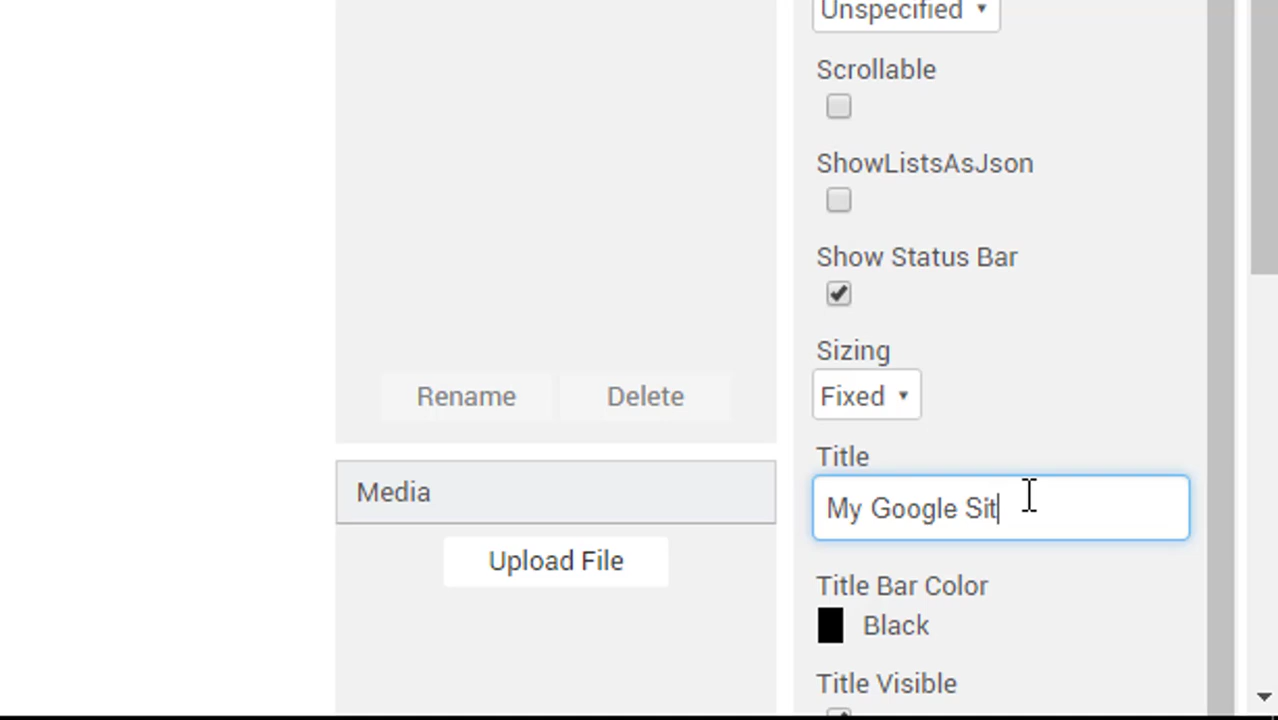 Unspecified
Scrollable
ShowListsAsJson
Show Status Bar
Sizing
Rename
Delete
Fixed
Title
Media
My Google Sit
Upload File
Title Bar Color
Black
Title Visible